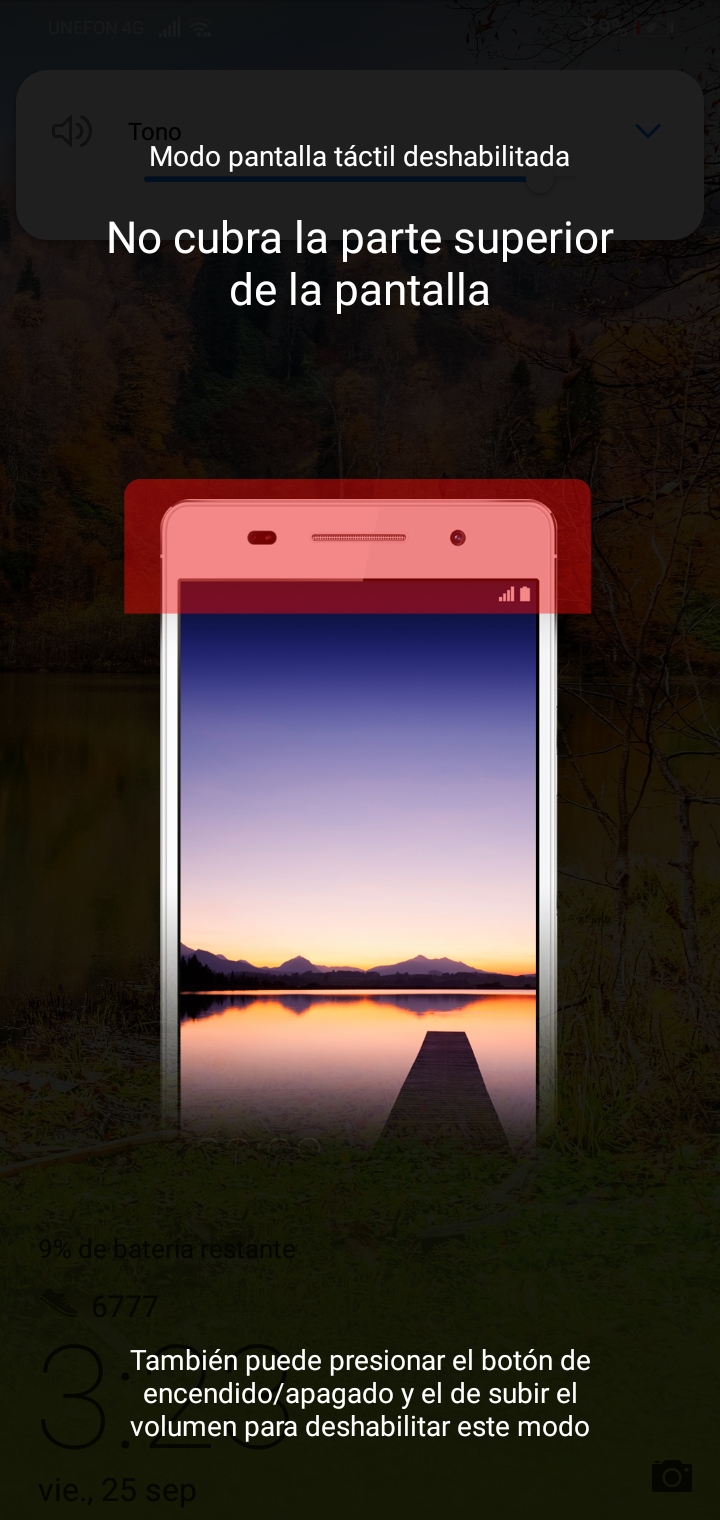 UNEFON 4G
Tono
Modo pantalla táctil deshabilitada
No cubra la parte superior
de la pantalla
9% de batería restante
6777
3:23
También puede presionar el botón de
encendido/apagado y el de subir el
volumen para deshabilitar este modo
vie., 25 sep